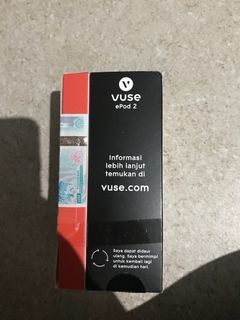 VUSE
ePod 2
Informasi
lebih lanjut
temukan di
vuse.com
Saya dapat didaur
ulang. Saya bermimpi
untuk kembali lagi
di kemudian hari.